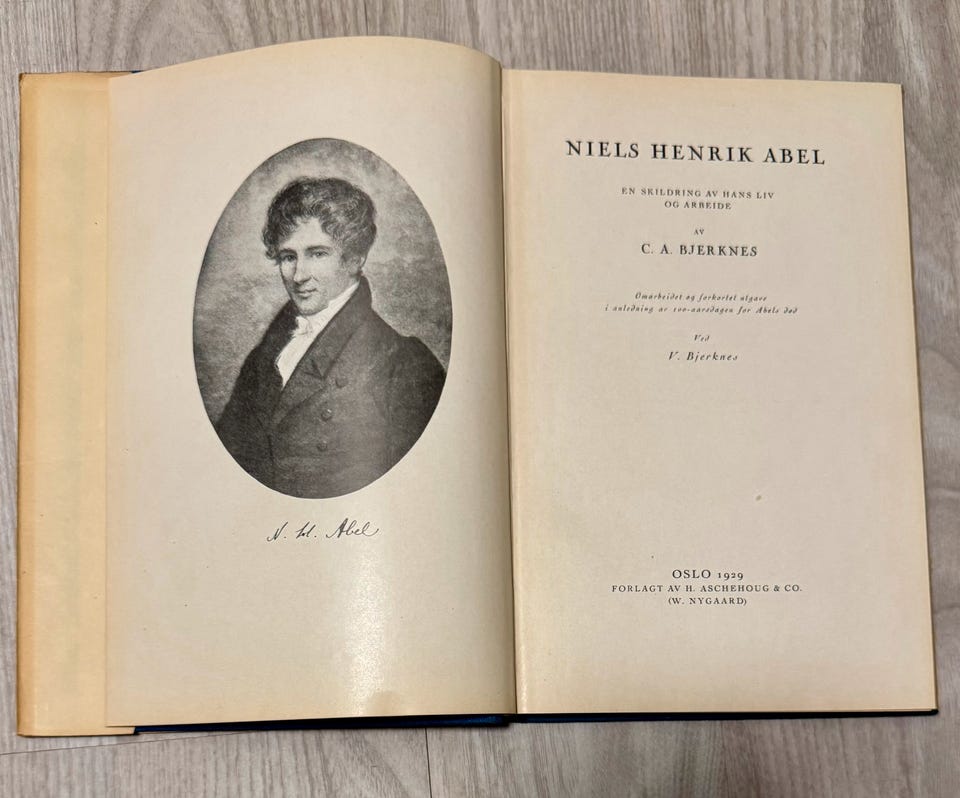 N. H. Abel
NIELS HENRIK ABEL
EN SKILDRING AV HANS LIV
OG ARBEIDE
AV
C. A. BJERKNES
Omarbeidet og forkortet utgave
i anledning av 100-aarsdagen for Abels død
Ved
V. Bjerknes
OSLO 1929
FORLAGT AV H. ASCHEHOUG & CO.
(W. NYGAARD)